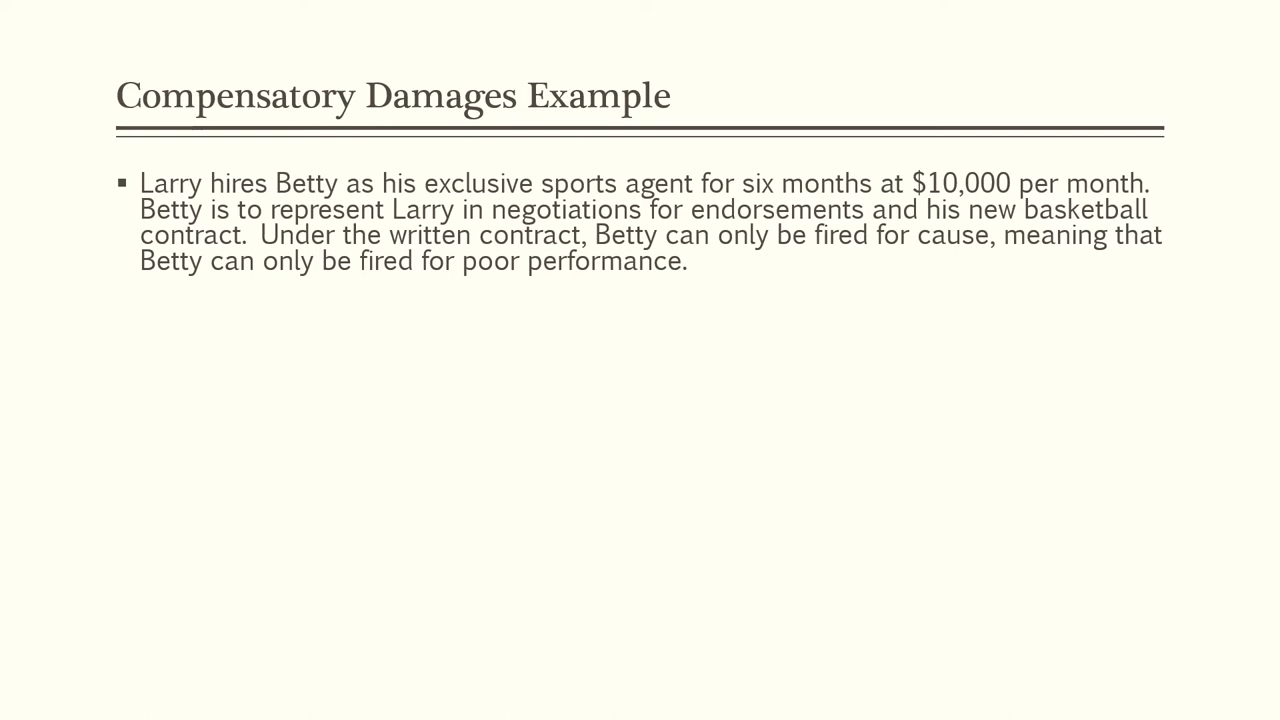 Compensatory Damages Example
▪ Larry hires Betty as his exclusive sports agent for six months at $10,000 per month.
Betty is to represent Larry in negotiations for endorsements and his new basketball
contract.  Under the written contract, Betty can only be fired for cause, meaning that
Betty can only be fired for poor performance.